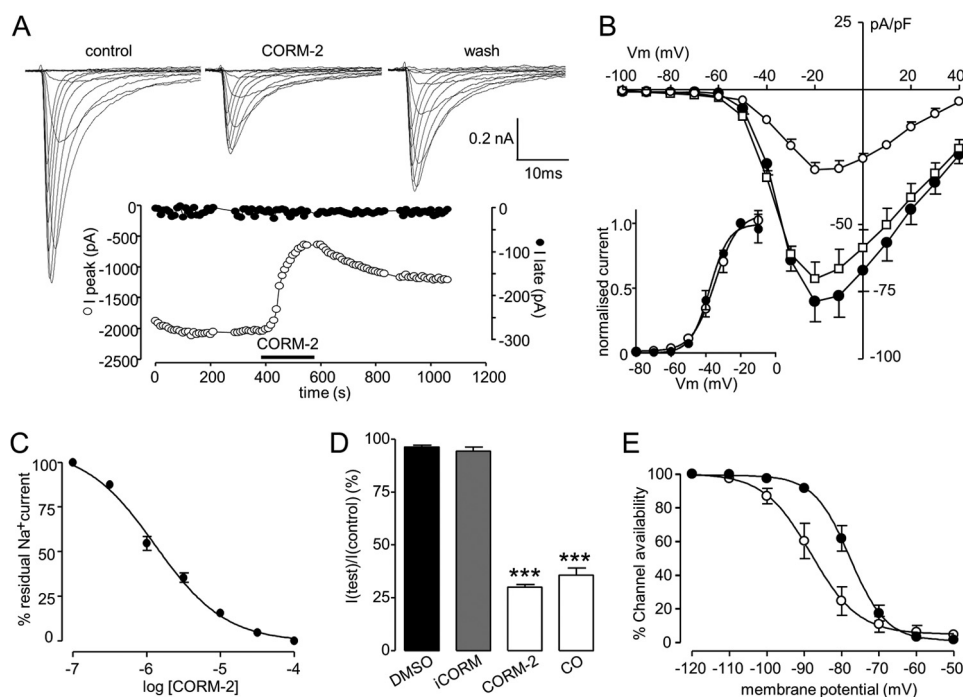 A
control
CORM-2
wash
0.2 nA
10ms
O I peak (pA)
0
-500
-1000
-1500
-2000
-2500
0
-100
-200
-300
● I late (pA)
CORM-2
0 200 400 600 800 1000 1200
time (s)
B
25
pA/pF
Vm (mV)
-100 -80 -60 -40 -20 20 40
-50
-75
-100
normalised current
1.0
0.5
0
-80 -60 -40 -20 0
Vm (mV)
C
% residual Na+current
100
75
50
25
0
-7 -6 -5 -4
log [CORM-2]
D
I(test)/I(control) (%)
100
75
50
25
0
***
***
DMSO
iCORM
CORM-2
CO
E
% Channel availability
100
80
60
40
20
0
-120 -110 -100 -90 -80 -70 -60 -50
membrane potential (mV)